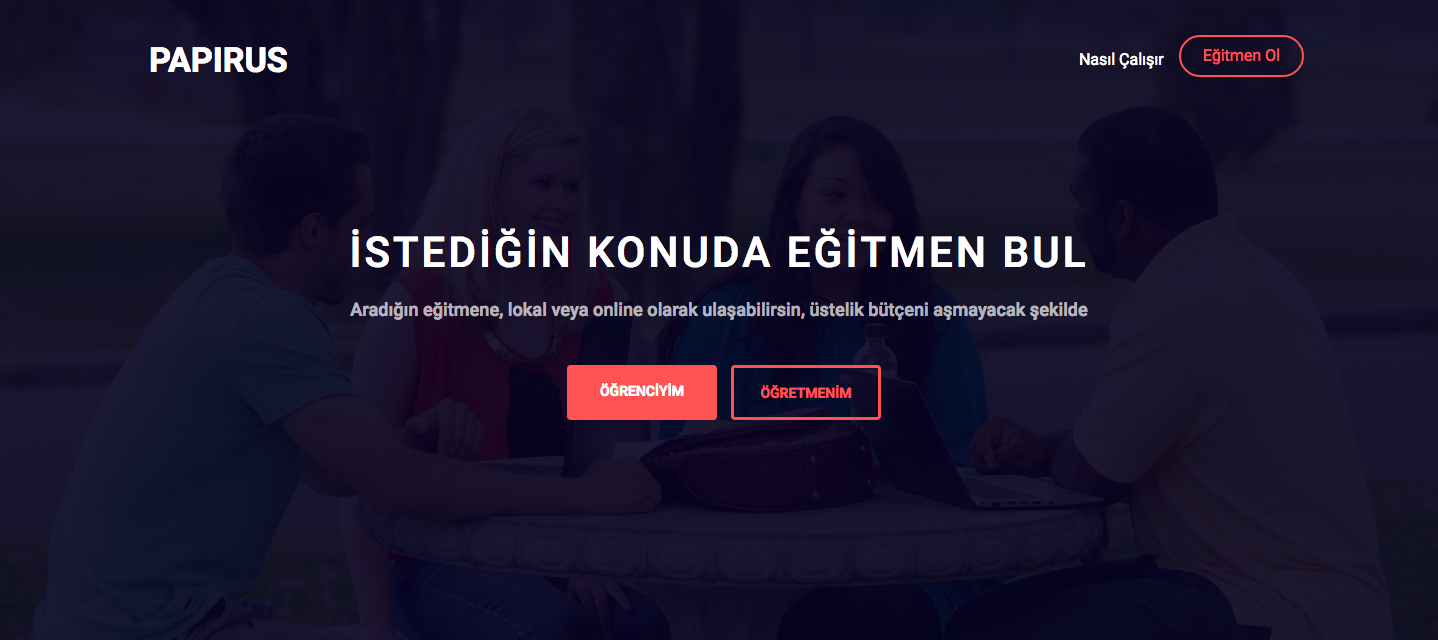 PAPIRUS
Nasıl Çalışır
Eğitmen Ol
İSTEDİĞİN KONUDA EĞİTMEN BUL
Aradığın eğitmene, lokal veya online olarak ulaşabilirsin, üstelik bütçeni aşmayacak şekilde
ÖĞRENCİYİM
ÖĞRETMENİM